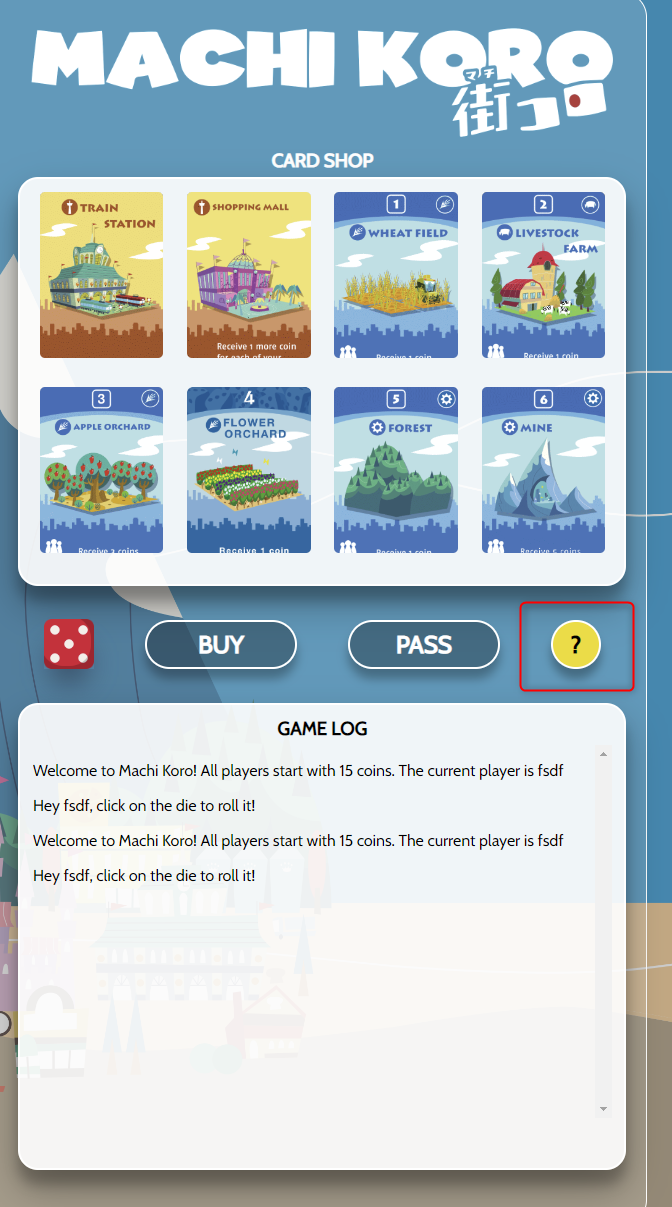 MACHI KORO
マチ
街コロ
CARD SHOP
TRAIN
STATION
SHOPPING MALL
Receive 1 more coin
for each of your
1
WHEAT FIELD
Receive 1 coin
2
LIVESTOCK
FARM
Receive 1 coin
3
APPLE ORCHARD
Receive 3 coins
4
FLOWER
ORCHARD
Receive 1 coin
5
FOREST
Receive 1 coin
6
MINE
Receive 5 coins
BUY
PASS
?
GAME LOG
Welcome to Machi Koro! All players start with 15 coins. The current player is fsdf
Hey fsdf, click on the die to roll it!
Welcome to Machi Koro! All players start with 15 coins. The current player is fsdf
Hey fsdf, click on the die to roll it!